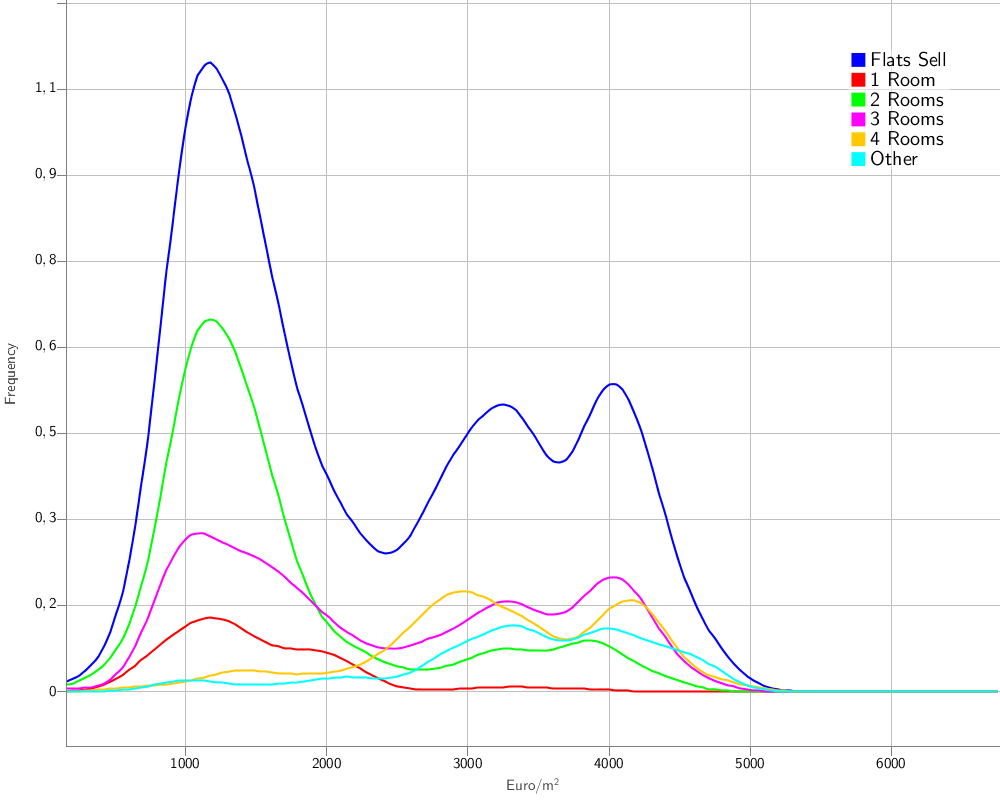 Flats Sell
1 Room
2 Rooms
3 Rooms
4 Rooms
Other
1, 1
0, 9
0, 8
0, 6
0, 5
0, 3
0, 2
0
Frequency
1000 2000 3000 4000 5000 6000
Euro/m²